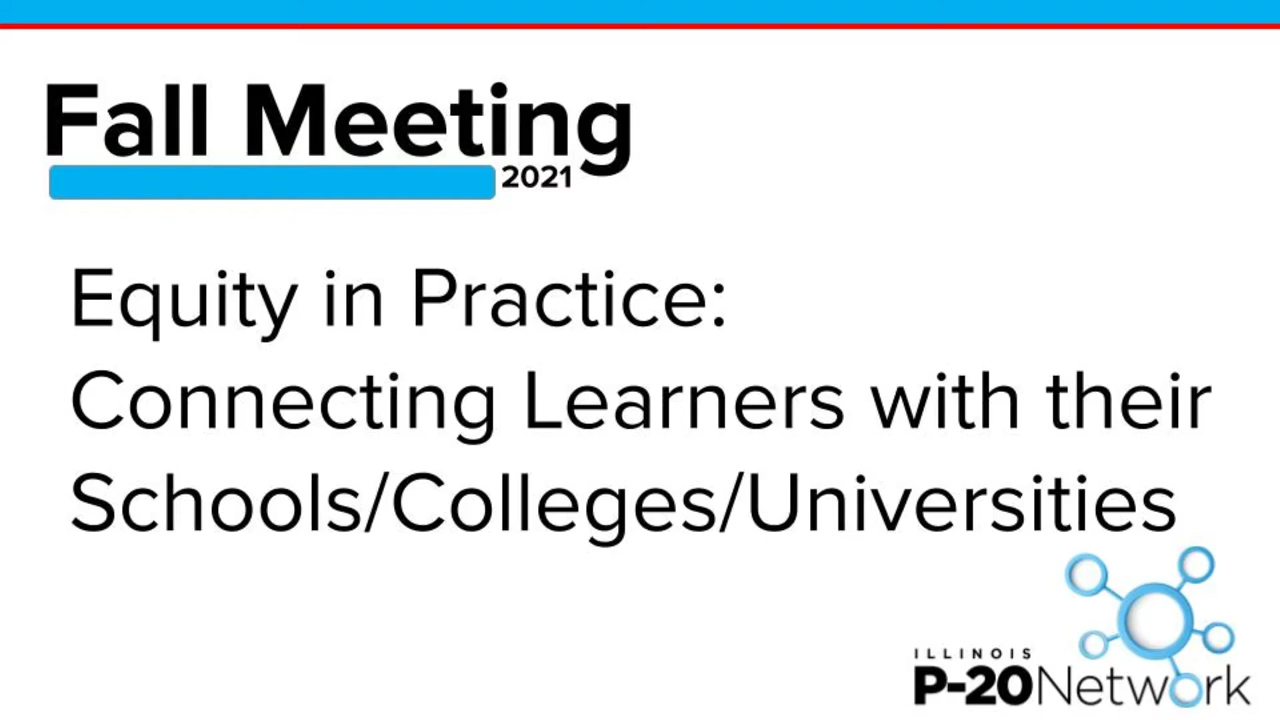 Fall Meeting
2021
Equity in Practice:
Connecting Learners with their
Schools/Colleges/Universities
ILLINOIS
P-20Network